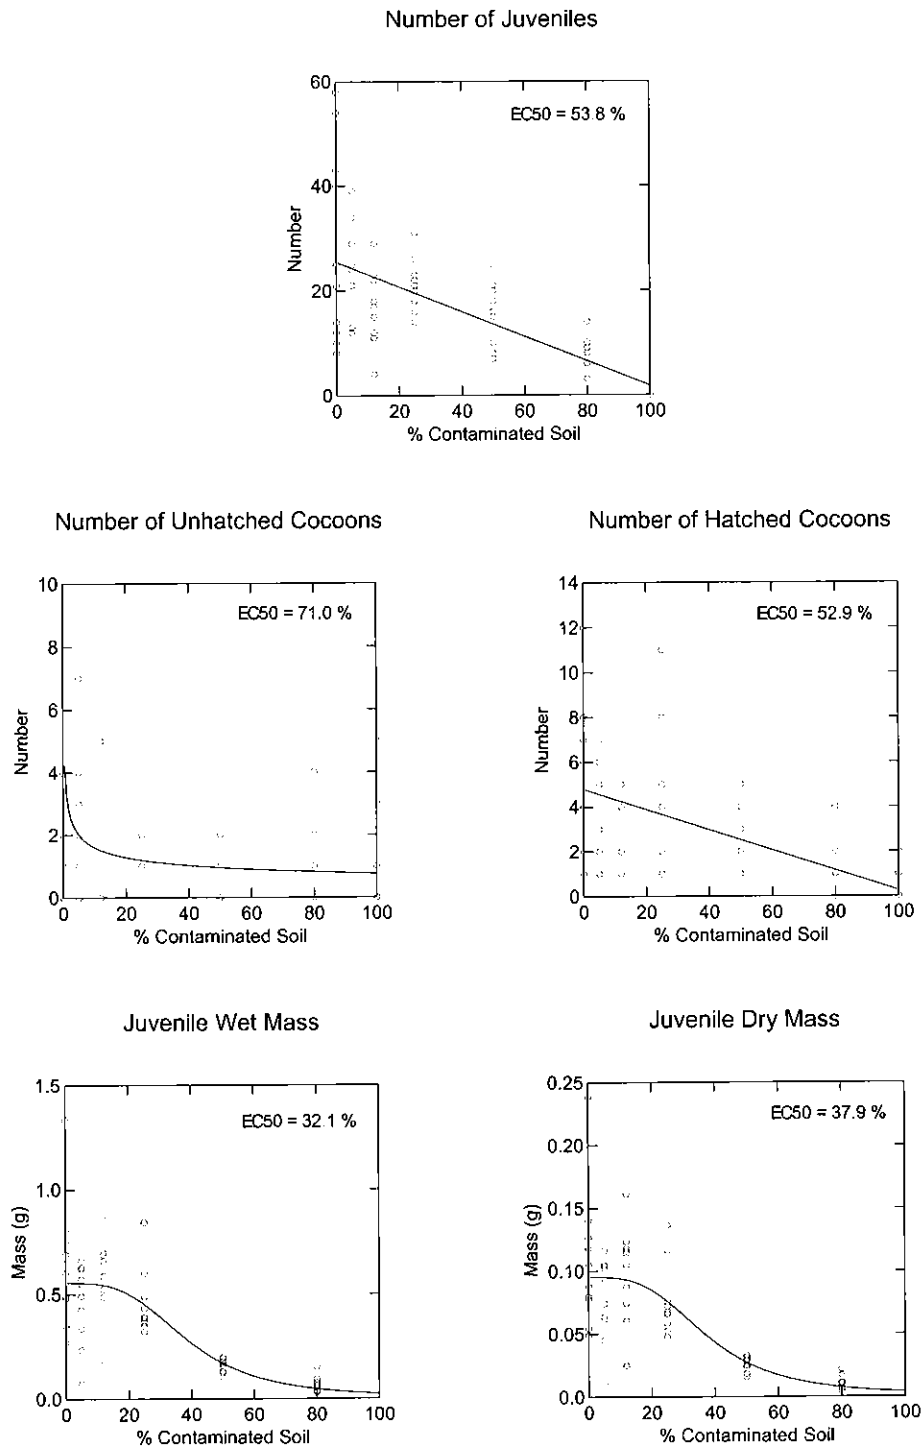 Number of Juveniles
EC50 = 53.8 %
60
40
20
0
Number
0 20 40 60 80 100
% Contaminated Soil
Number of Unhatched Cocoons
EC50 = 71.0 %
10
8
6
4
2
0
Number
0 20 40 60 80 100
% Contaminated Soil
Number of Hatched Cocoons
EC50 = 52.9 %
14
12
10
8
6
4
2
0
Number
0 20 40 60 80 100
% Contaminated Soil
Juvenile Wet Mass
EC50 = 32.1 %
1.5
1.0
0.5
0.0
Mass (g)
0 20 40 60 80 100
% Contaminated Soil
Juvenile Dry Mass
EC50 = 37.9 %
0.25
0.20
0.15
0.10
0.05
0.0
Mass (g)
0 20 40 60 80 100
% Contaminated Soil